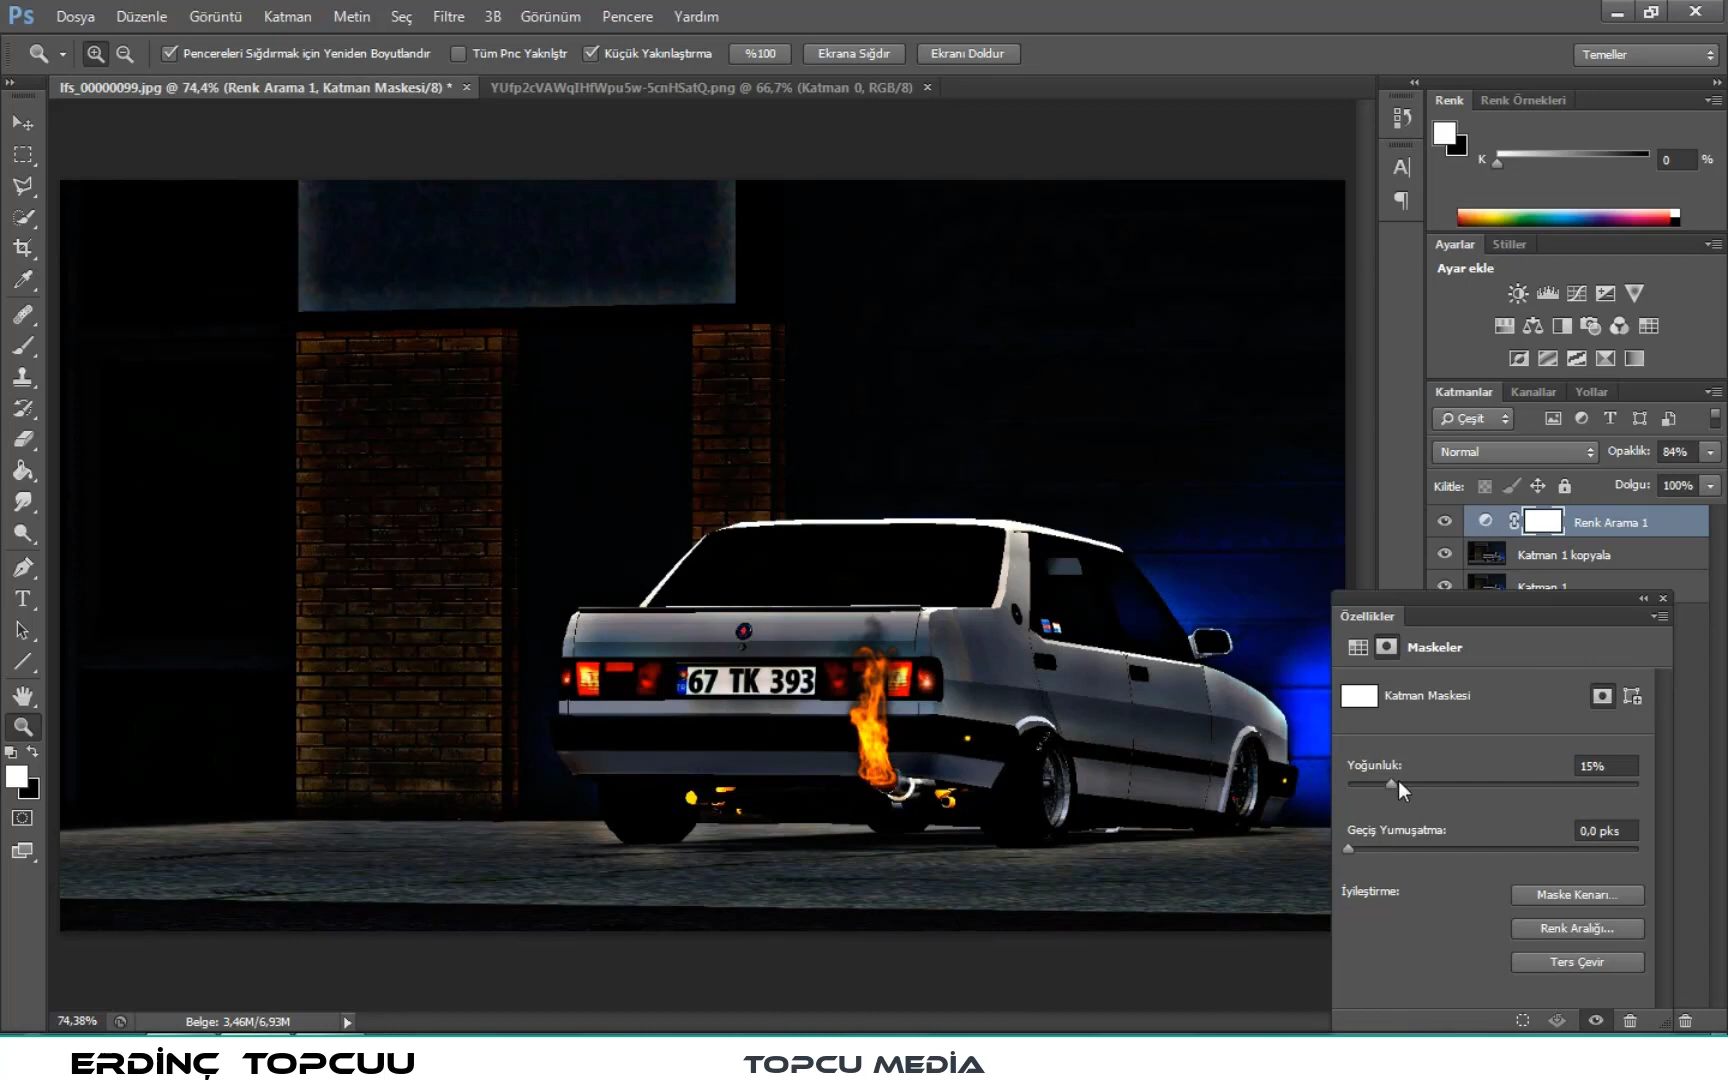 Ps Dosya Düzenle Görüntü Katman Metin Seç Filtre 3B Görünüm Pencere Yardım
Pencereleri Sığdırmak için Yeniden Boyutlandır Tüm Pnc Yaknlştr Küçük Yakınlaştırma %100 Ekrana Sığdır Ekranı Doldur Temeller
lfs_00000099.jpg @ 74,4% (Renk Arama 1, Katman Maskesi/8) * × YUfp2cVAWqIHfWpu5w-5cnHSatQ.png @ 66,7% (Katman 0, RGB/8) ×
Renk Renk Örnekleri
K 0 %
Ayarlar Stiller
Ayar ekle
Katmanlar Kanallar Yollar
Çeşit
Normal Opaklık: 84%
Kilitle: Dolgu: 100%
Renk Arama 1
Katman 1 kopyala
Katman 1
Özellikler
Maskeler
Katman Maskesi
67 TK 393
Yoğunluk: 15%
Geçiş Yumuşatma: 0,0 pks
İyileştirme: Maske Kenarı...
Renk Aralığı...
Ters Çevir
74,38% Belge: 3,46M/6,93M
ERDİNÇ TOPCUU
TOPCU MEDİA